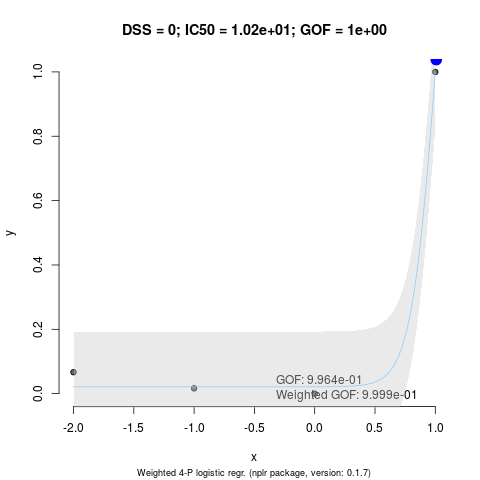 DSS = 0; IC50 = 1.02e+01; GOF = 1e+00
1.0
0.8
0.6
y
0.4
0.2
0.0
GOF: 9.964e-01
Weighted GOF: 9.999e-01
-2.0 -1.5 -1.0 -0.5 0.0 0.5 1.0
x
Weighted 4-P logistic regr. (nplr package, version: 0.1.7)